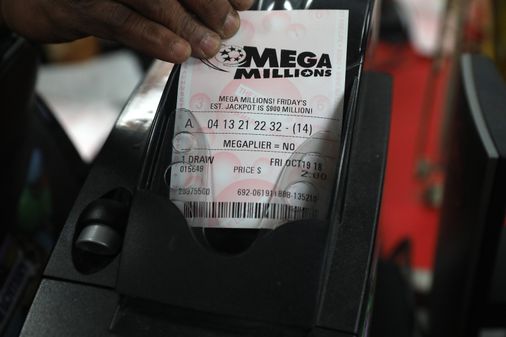 MEGA
MILLIONS
MEGA MILLIONS! FRIDAY'S
EST. JACKPOT IS $900 MILLION!
A 04 13 21 22 32 - (14)
MEGAPLIER = NO
1 DRAW FRI OCT19 18
015649 PRICE $ 2.00